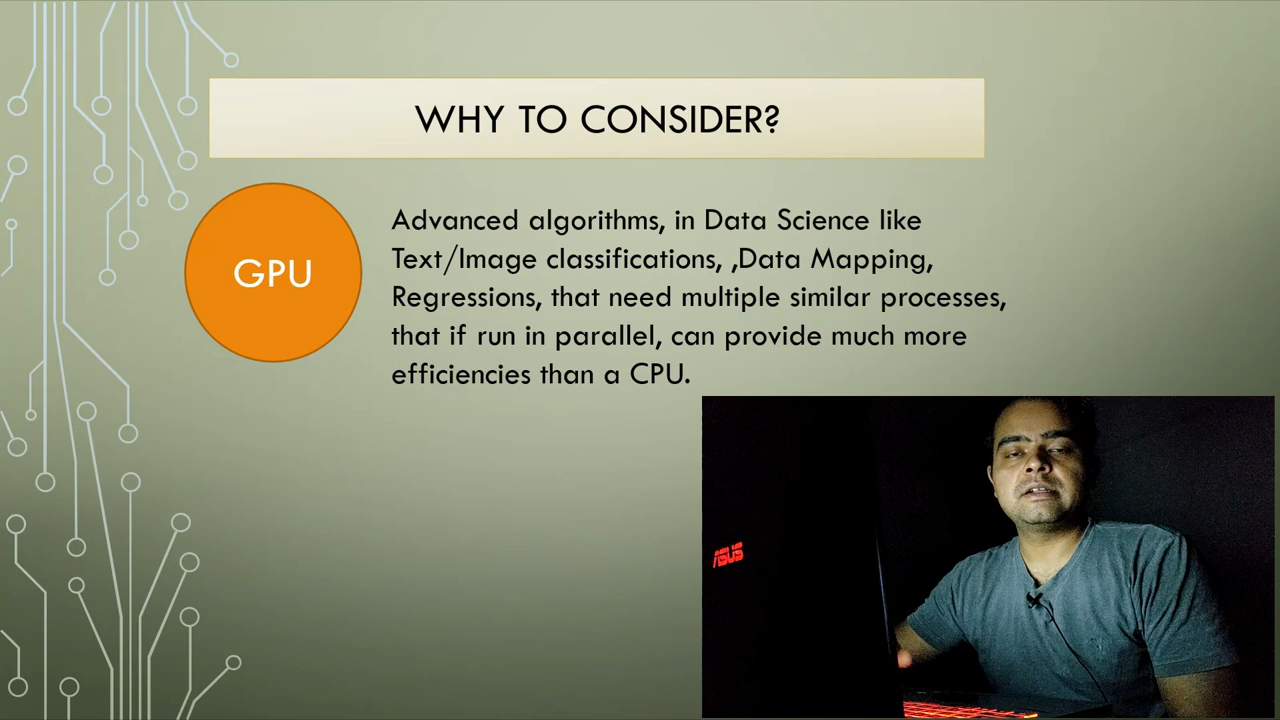 WHY TO CONSIDER?
GPU
Advanced algorithms, in Data Science like
Text/Image classifications, ,Data Mapping,
Regressions, that need multiple similar processes,
that if run in parallel, can provide much more
efficiencies than a CPU.
ASUS